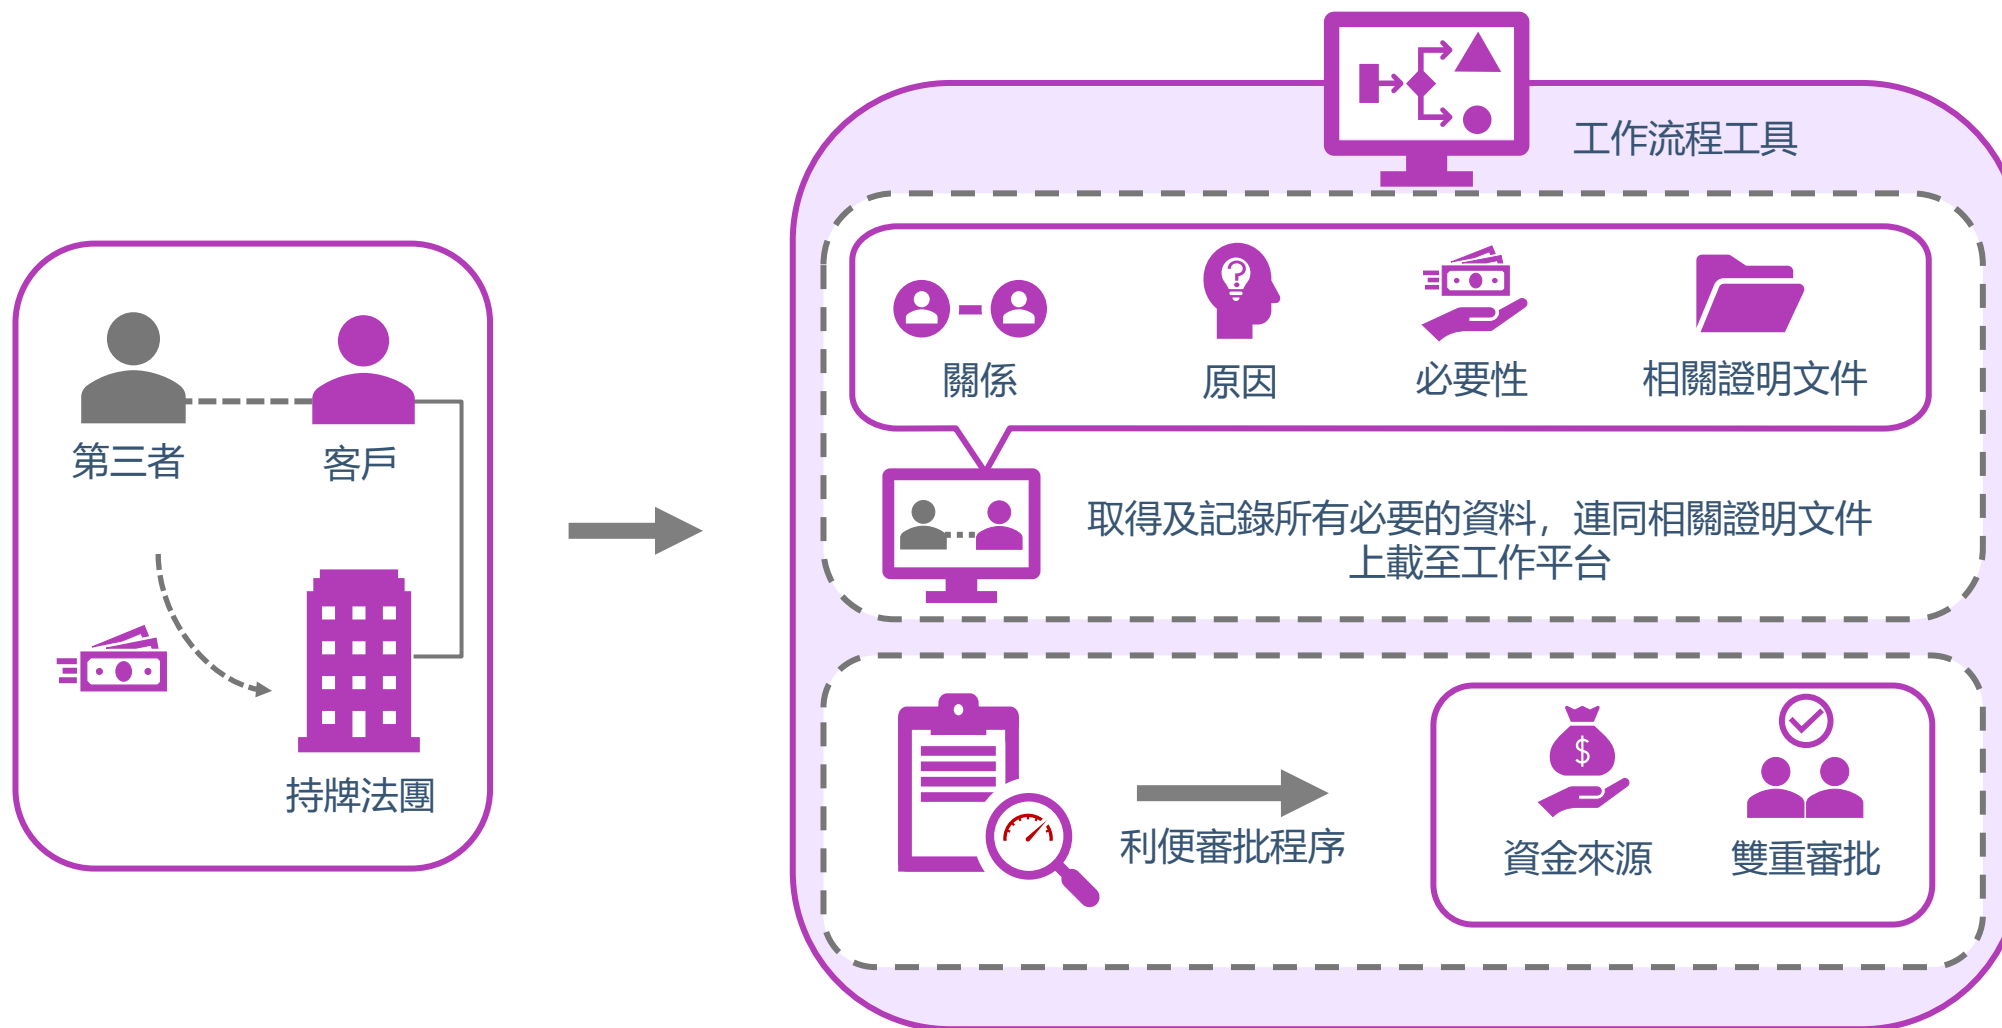 第三者
客戶
持牌法團
工作流程工具
關係
原因
必要性
相關證明文件
取得及記錄所有必要的資料，連同相關證明文件
上載至工作平台
利便審批程序
$
資金來源
雙重審批